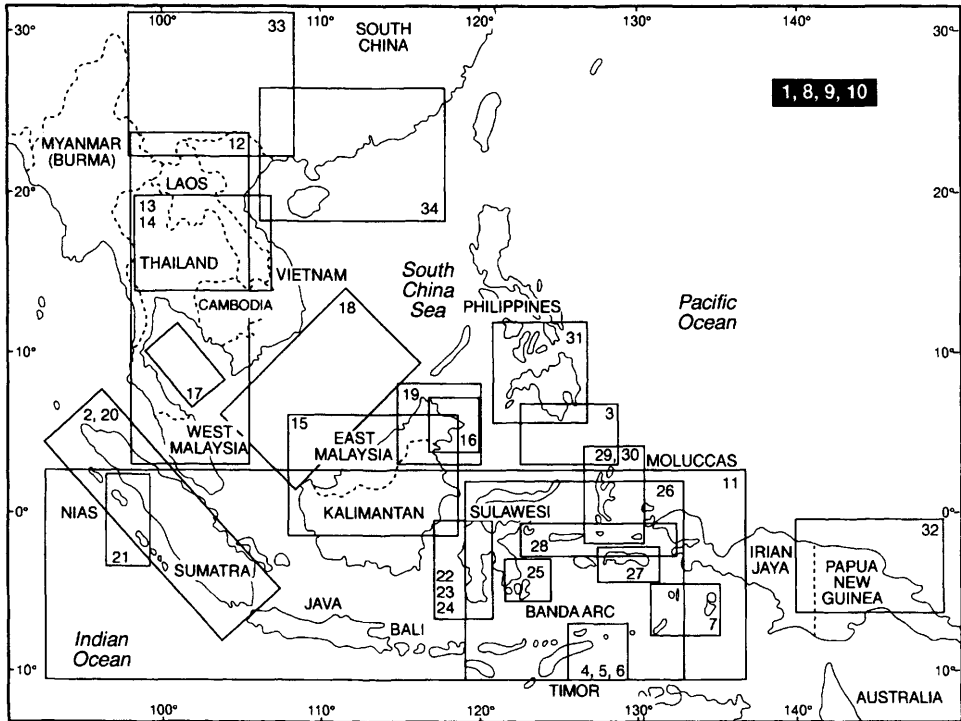 100°
110°
120°
130°
140°
30°
30°
33
SOUTH
CHINA
1, 8, 9, 10
MYANMAR
(BURMA)
12
LAOS
20°
20°
13
14
34
THAILAND
VIETNAM
CAMBODIA
South
China
Sea
PHILIPPINES
Pacific
Ocean
18
31
10°
10°
17
2, 20
19
3
15
16
WEST
MALAYSIA
EAST
MALAYSIA
29, 30
MOLUCCAS
11
26
0°
0°
NIAS
KALIMANTAN
SULAWESI
32
21
28
IRIAN
JAYA
PAPUA
NEW
GUINEA
SUMATRA
22
23
24
25
27
JAVA
BANDA ARC
7
BALI
Indian
Ocean
10°
10°
4, 5, 6
TIMOR
AUSTRALIA
100°
110°
120°
130°
140°